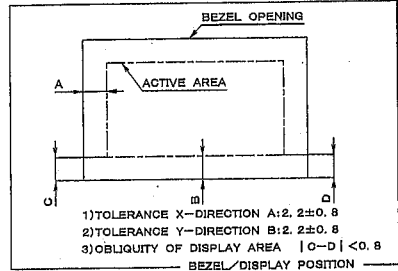 BEZEL OPENING
A
ACTIVE AREA
C
B
D
1)TOLERANCE X-DIRECTION A:2.2±0.8
2)TOLERANCE Y-DIRECTION B:2.2±0.8
3)OBLIQUITY OF DISPLAY AREA |C-D|<0.8
BEZEL/DISPLAY POSITION